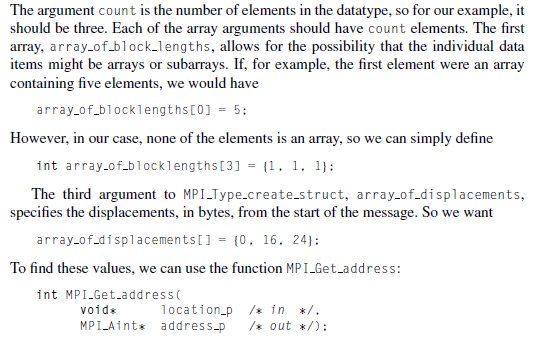 The argument count is the number of elements in the datatype, so for our example, it
should be three. Each of the array arguments should have count elements. The first
array, array_of_block_lengths, allows for the possibility that the individual data
items might be arrays or subarrays. If, for example, the first element were an array
containing five elements, we would have
array_of_blocklengths[0] = 5;
However, in our case, none of the elements is an array, so we can simply define
int array_of_blocklengths[3] = {1, 1, 1};
The third argument to MPI_Type_create_struct, array_of_displacements,
specifies the displacements, in bytes, from the start of the message. So we want
array_of_displacements[] = {0, 16, 24};
To find these values, we can use the function MPI_Get_address:
int MPI_Get_address(
void* location_p /* in */,
MPI_Aint* address_p /* out */);